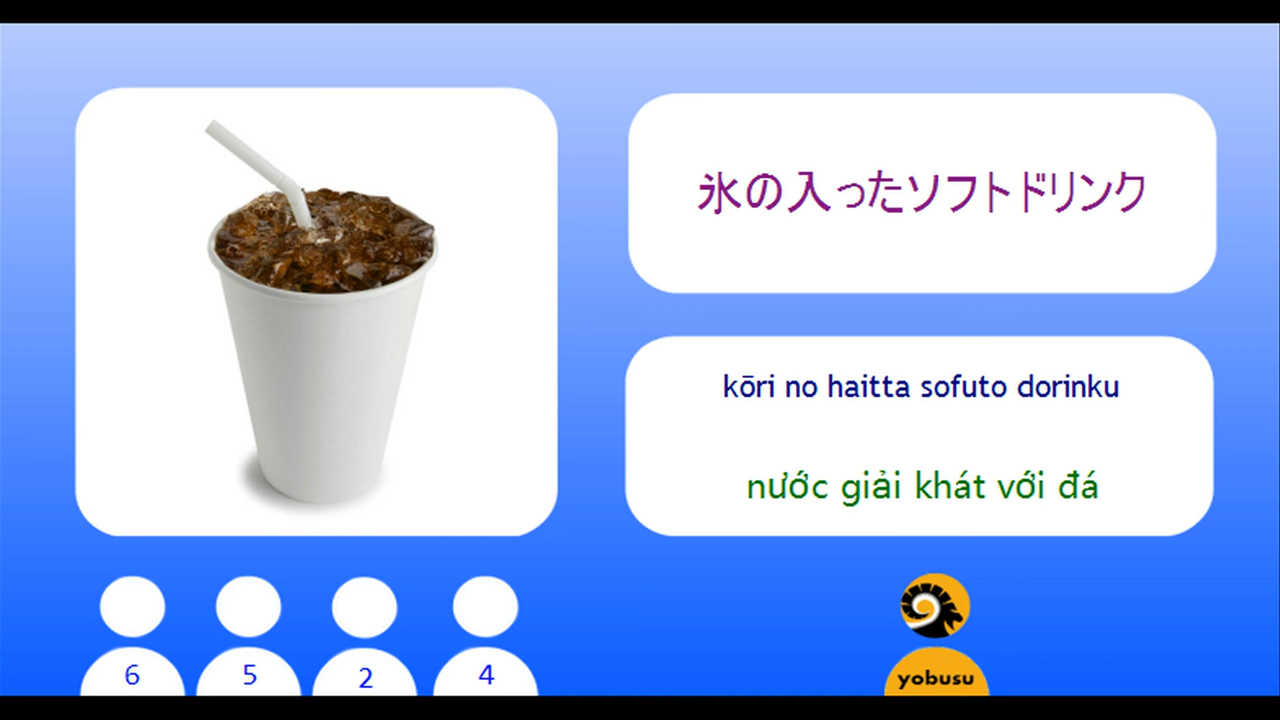 氷の入ったソフトドリンク
kōri no haitta sofuto dorinku
nước giải khát với đá
6 5 2 4
yobusu